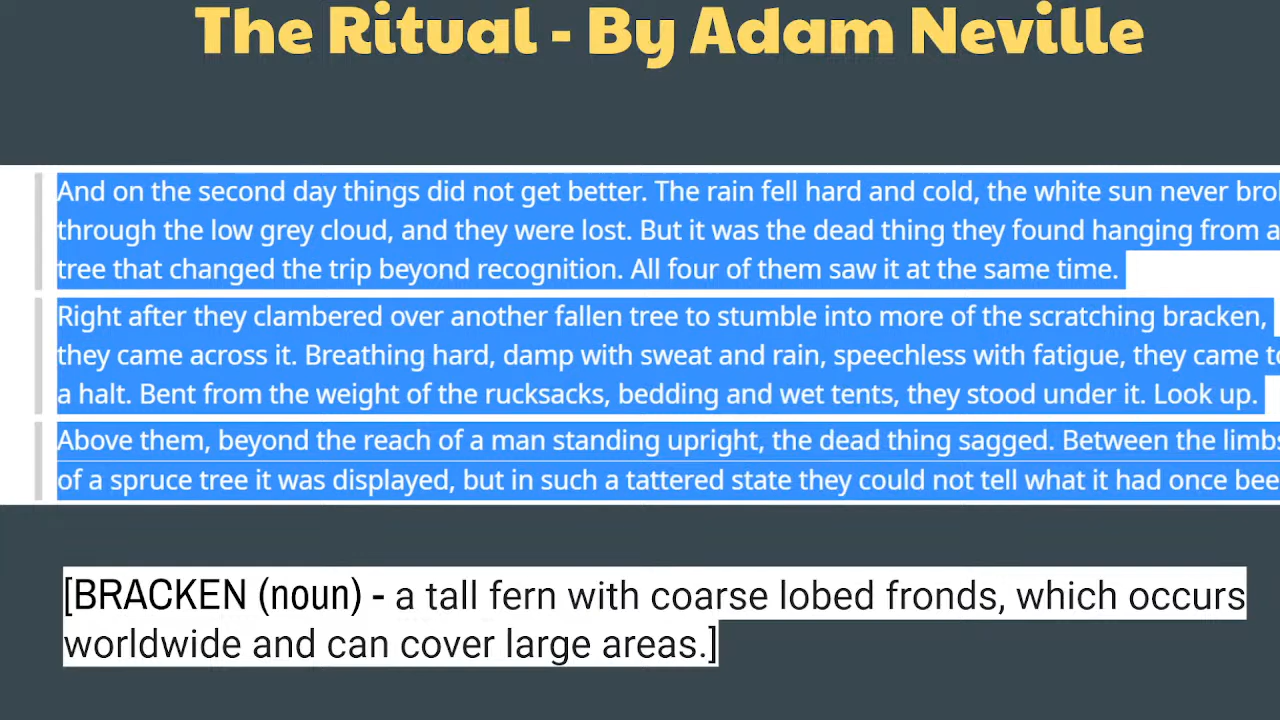 The Ritual - By Adam Neville
And on the second day things did not get better. The rain fell hard and cold, the white sun never
through the low grey cloud, and they were lost. But it was the dead thing they found hanging from a
tree that changed the trip beyond recognition. All four of them saw it at the same time.
Right after they clambered over another fallen tree to stumble into more of the scratching bracken,
they came across it. Breathing hard, damp with sweat and rain, speechless with fatigue, they came to
a halt. Bent from the weight of the rucksacks, bedding and wet tents, they stood under it. Look up.
Above them, beyond the reach of a man standing upright, the dead thing sagged. Between the limbs
of a spruce tree it was displayed, but in such a tattered state they could not tell what it had once
[BRACKEN (noun) - a tall fern with coarse lobed fronds, which occurs
worldwide and can cover large areas.]